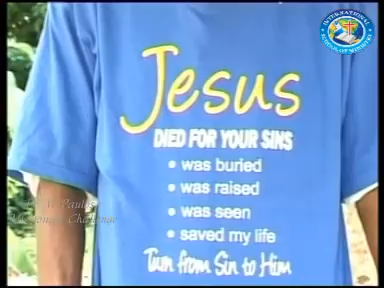 INTERNATIONAL
Jesus
DIED FOR YOUR SINS
• was buried
• was raised
• was seen
• saved my life
Turn from Sin to Him